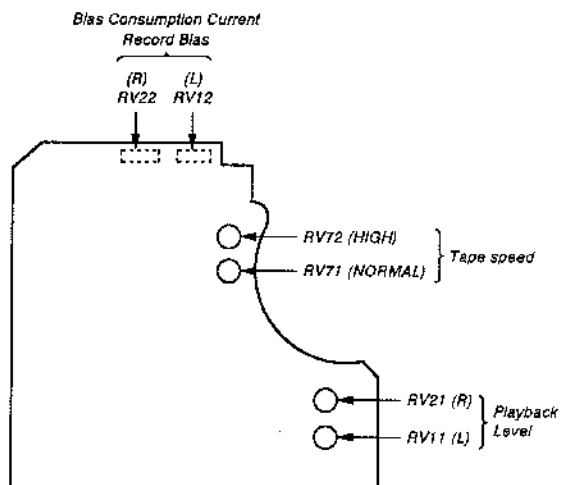 Bias Consumption Current
Record Bias
(R) (L)
RV22 RV12
RV72 (HIGH)
Tape speed
RV71 (NORMAL)
RV21 (R)
Playback
Level
RV11 (L)